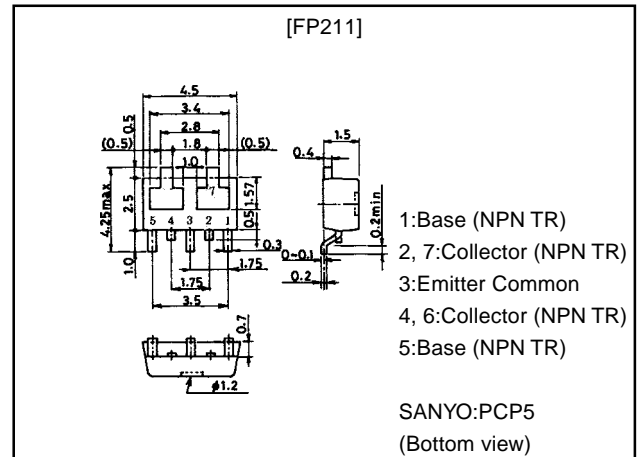 [FP211]
4.5
3.4
2.8
(0.5) 1.8 (0.5)
1.0
0.5
4.25max
2.5
1.0
7
1.57
0.5
5 4 3 2 1
0.3
1.75
1.75
3.5
1.5
0.4
0.2min
0~0.1
0.2
0.7
ø1.2
1:Base (NPN TR)
2, 7:Collector (NPN TR)
3:Emitter Common
4, 6:Collector (NPN TR)
5:Base (NPN TR)
SANYO:PCP5
(Bottom view)